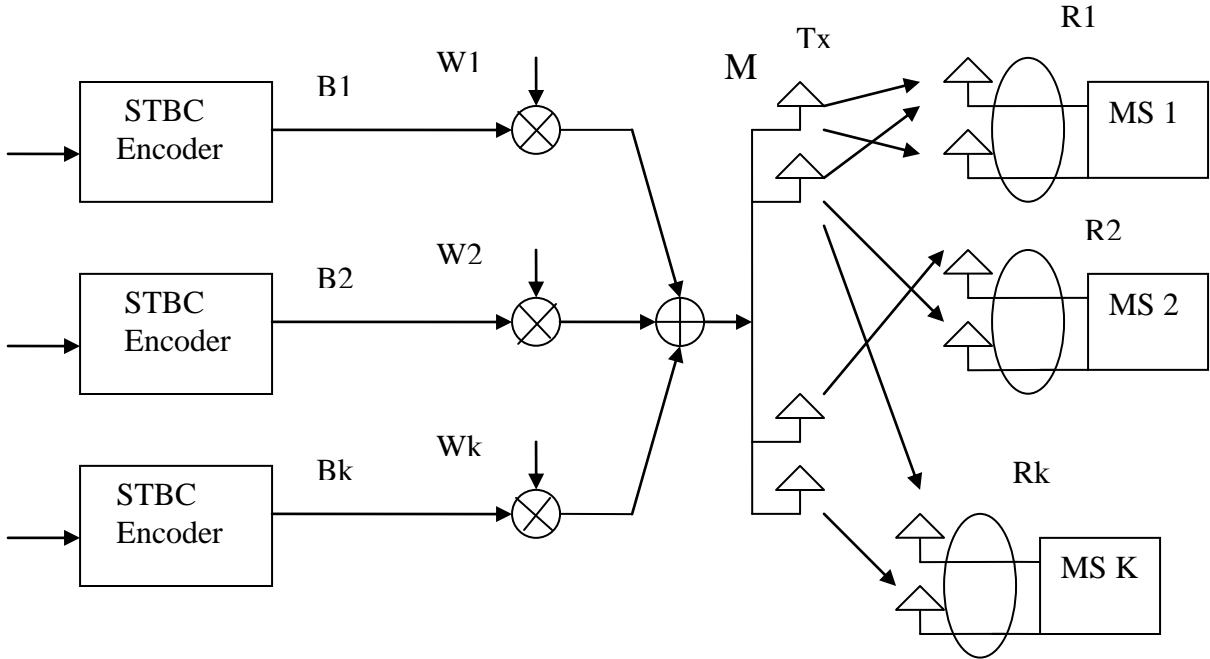 R1
Tx
M
W1
B1
STBC
Encoder
MS 1
R2
W2
B2
STBC
Encoder
MS 2
Wk
Bk
Rk
STBC
Encoder
MS K